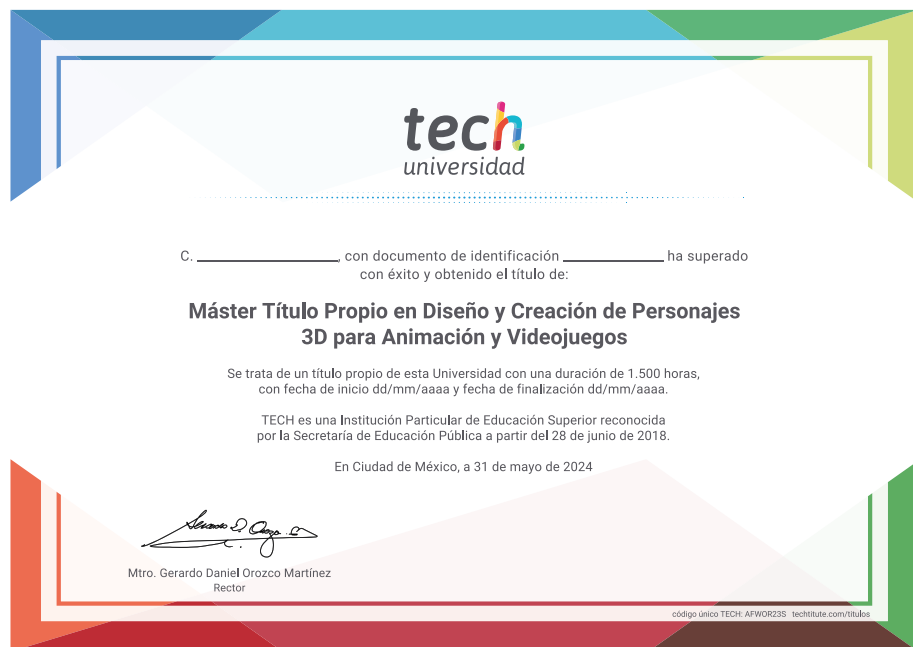 tech
universidad
C. ____________________, con documento de identificación ______________ ha superado
con éxito y obtenido el título de:
Máster Título Propio en Diseño y Creación de Personajes
3D para Animación y Videojuegos
Se trata de un título propio de esta Universidad con una duración de 1.500 horas,
con fecha de inicio dd/mm/aaaa y fecha de finalización dd/mm/aaaa.
TECH es una Institución Particular de Educación Superior reconocida
por la Secretaría de Educación Pública a partir del 28 de junio de 2018.
En Ciudad de México, a 31 de mayo de 2024
Mtro. Gerardo Daniel Orozco Martínez
Rector
código único TECH: AFWOR23S techtitute.com/titulos